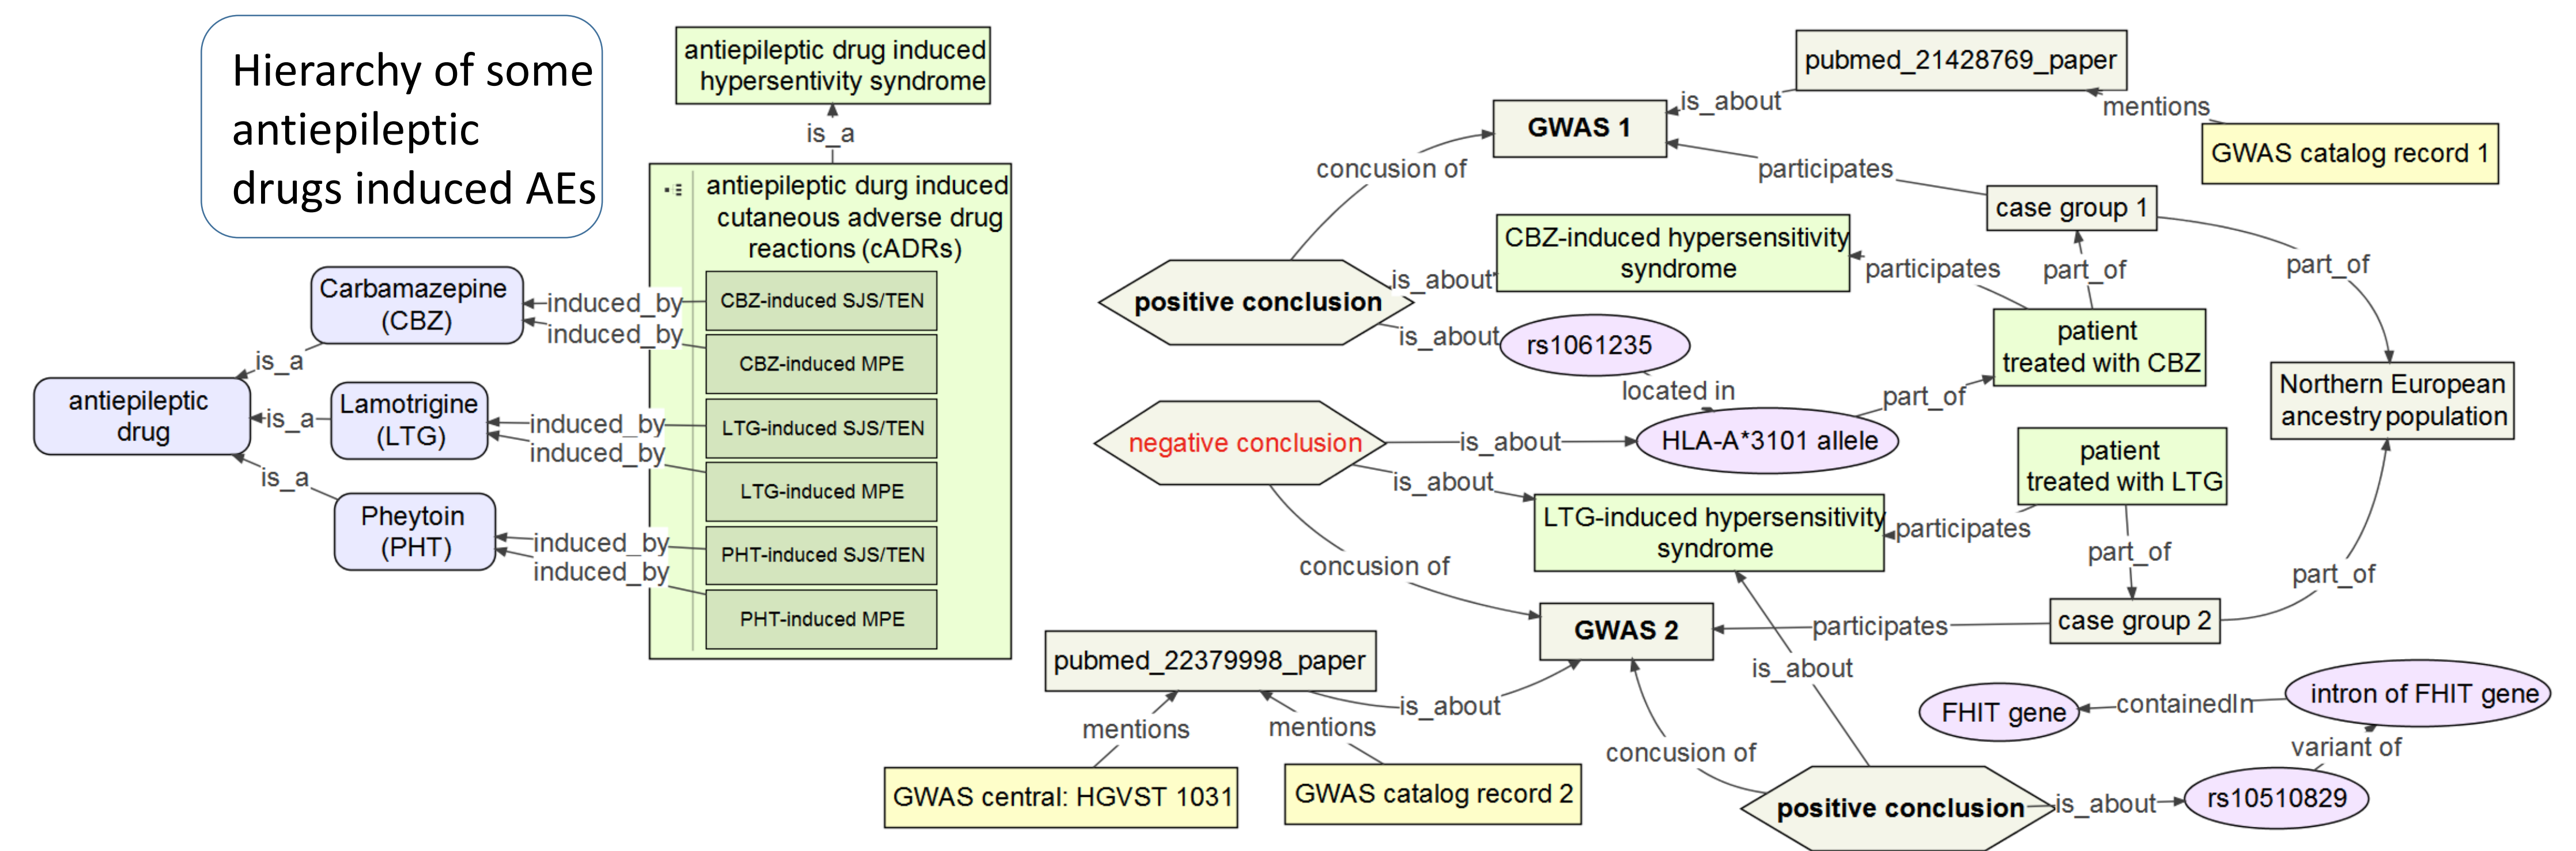 Hierarchy of some
antiepileptic
drugs induced AEs
antiepileptic drug induced
hypersentivity syndrome
is_a
antiepileptic durg induced
cutaneous adverse drug
reactions (cADRs)
CBZ-induced SJS/TEN
CBZ-induced MPE
LTG-induced SJS/TEN
LTG-induced MPE
PHT-induced SJS/TEN
PHT-induced MPE
induced_by
induced_by
induced_by
induced_by
induced_by
induced_by
Carbamazepine
(CBZ)
Lamotrigine
(LTG)
Pheytoin
(PHT)
is_a
is_a
is_a
antiepileptic
drug
pubmed_21428769_paper
is_about
mentions
GWAS 1
GWAS catalog record 1
concusion of
participates
case group 1
CBZ-induced hypersensitivity
syndrome
participates
part_of
part_of
positive conclusion
is_about
is_about
rs1061235
patient
treated with CBZ
located in
part_of
Northern European
ancestry population
negative conclusion
is_about
HLA-A*3101 allele
is_about
patient
treated with LTG
LTG-induced hypersensitivity
syndrome
participates
part_of
concusion of
part_of
GWAS 2
participates
case group 2
pubmed_22379998_paper
is_about
is_about
mentions
mentions
concusion of
FHIT gene
containedIn
intron of FHIT gene
variant of
GWAS central: HGVST 1031
GWAS catalog record 2
positive conclusion
is_about
rs10510829